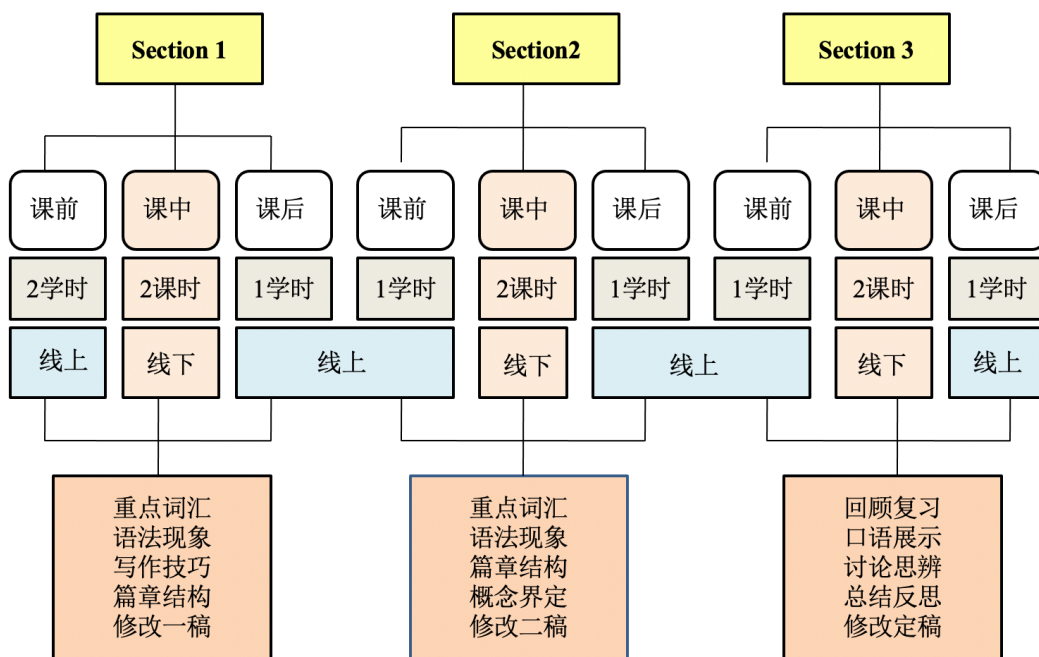 Section 1
Section2
Section 3
课前
课中
课后
课前
课中
课后
课前
课中
课后
2学时
2课时
1学时
1学时
2课时
1学时
1学时
2课时
1学时
线上
线下
线上
线下
线上
线下
线上
重点词汇
语法现象
写作技巧
篇章结构
修改一稿
重点词汇
语法现象
篇章结构
概念界定
修改二稿
回顾复习
口语展示
讨论思辨
总结反思
修改定稿